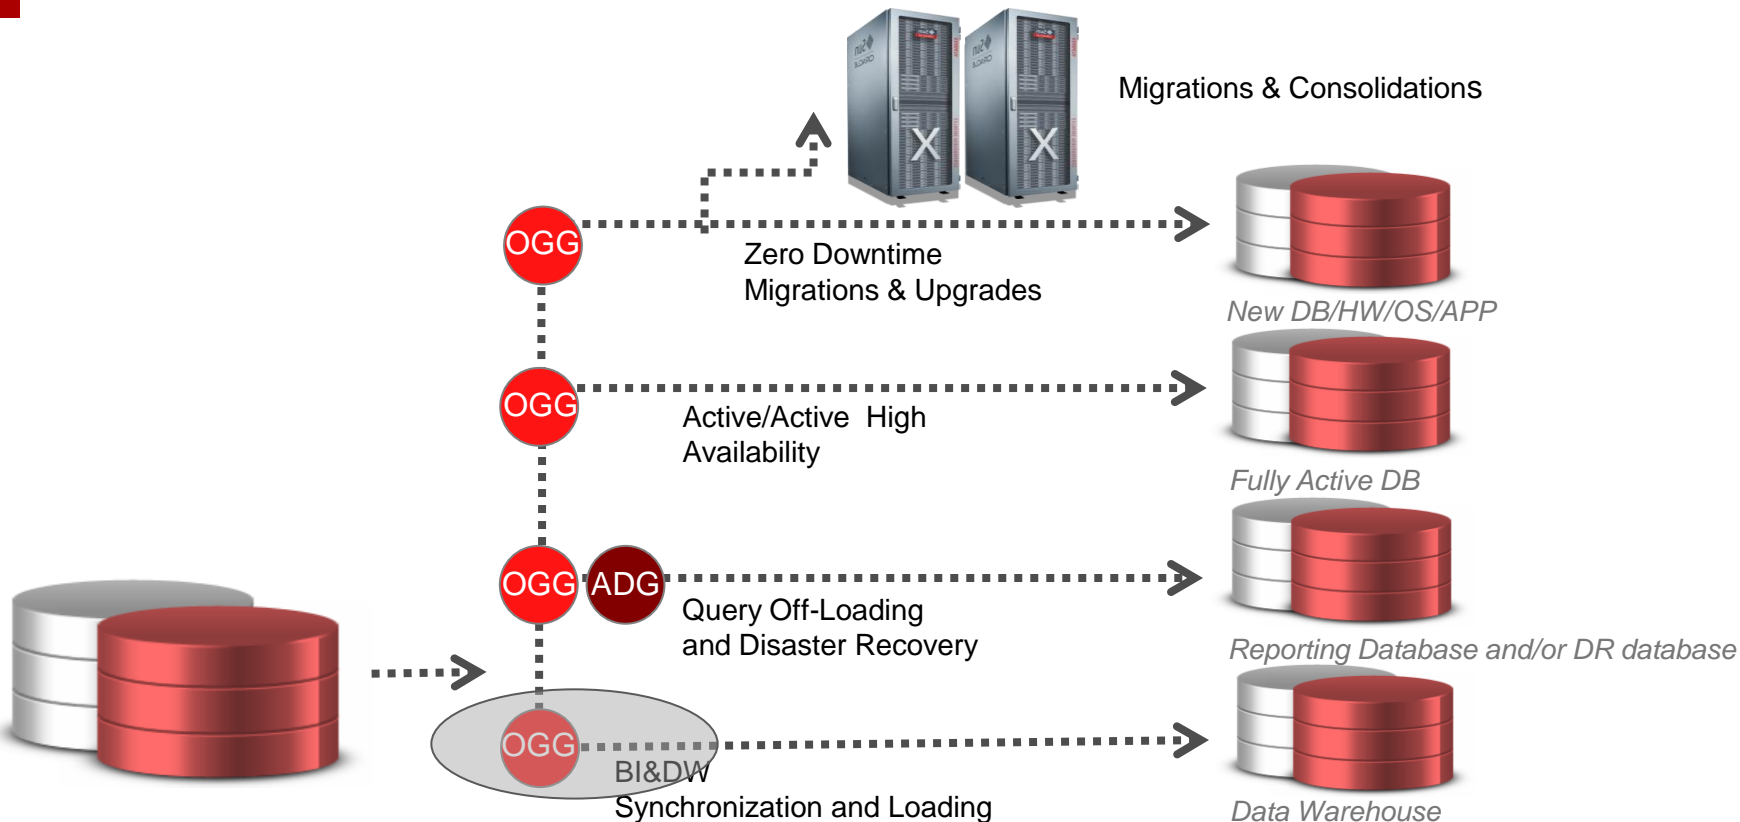 Migrations & Consolidations
X
X
OGG
Zero Downtime
Migrations & Upgrades
New DB/HW/OS/APP
OGG
Active/Active  High
Availability
Fully Active DB
OGG
ADG
Query Off-Loading
and Disaster Recovery
Reporting Database and/or DR database
OGG
BI&DW
Synchronization and Loading
Data Warehouse